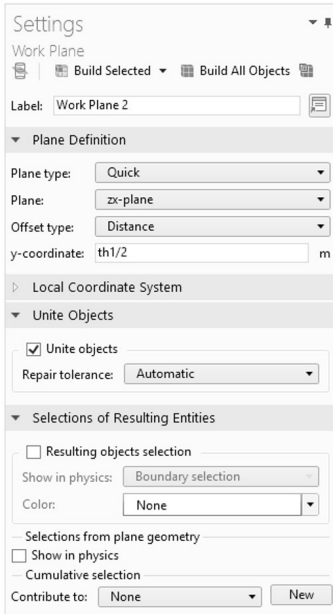 Settings
Work Plane
Build Selected Build All Objects
Label: Work Plane 2
Plane Definition
Plane type: Quick
Plane: zx-plane
Offset type: Distance
y-coordinate: th1/2 m
Local Coordinate System
Unite Objects
Unite objects
Repair tolerance: Automatic
Selections of Resulting Entities
Resulting objects selection
Show in physics: Boundary selection
Color: None
Selections from plane geometry
Show in physics
Cumulative selection
Contribute to: None New